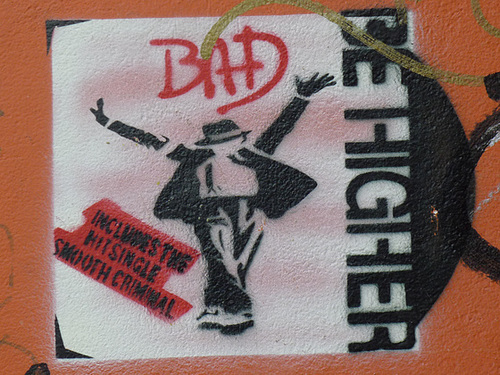 BAD
BE HIGHER
INCLUDES THE
HIT SINGLE
SMOOTH CRIMINAL